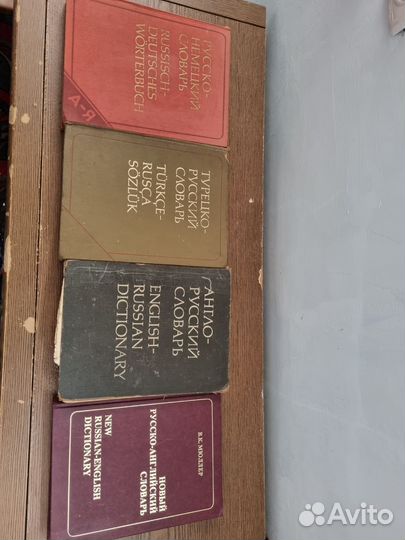 РУССКО-
НЕМЕЦКИЙ
СЛОВАРЬ
RUSSISCH-
DEUTSCHES
WÖRTERBUCH
А-Я
ТУРЕЦКО-
РУССКИЙ
СЛОВАРЬ
TÜRKÇE-
RUSÇA
SÖZLÜK
АНГЛО-
РУССКИЙ
СЛОВАРЬ
ENGLISH-
RUSSIAN
DICTIONARY
В.К. МЮЛЛЕР
НОВЫЙ
РУССКО-АНГЛИЙСКИЙ
СЛОВАРЬ
NEW
RUSSIAN-ENGLISH
DICTIONARY
Avito